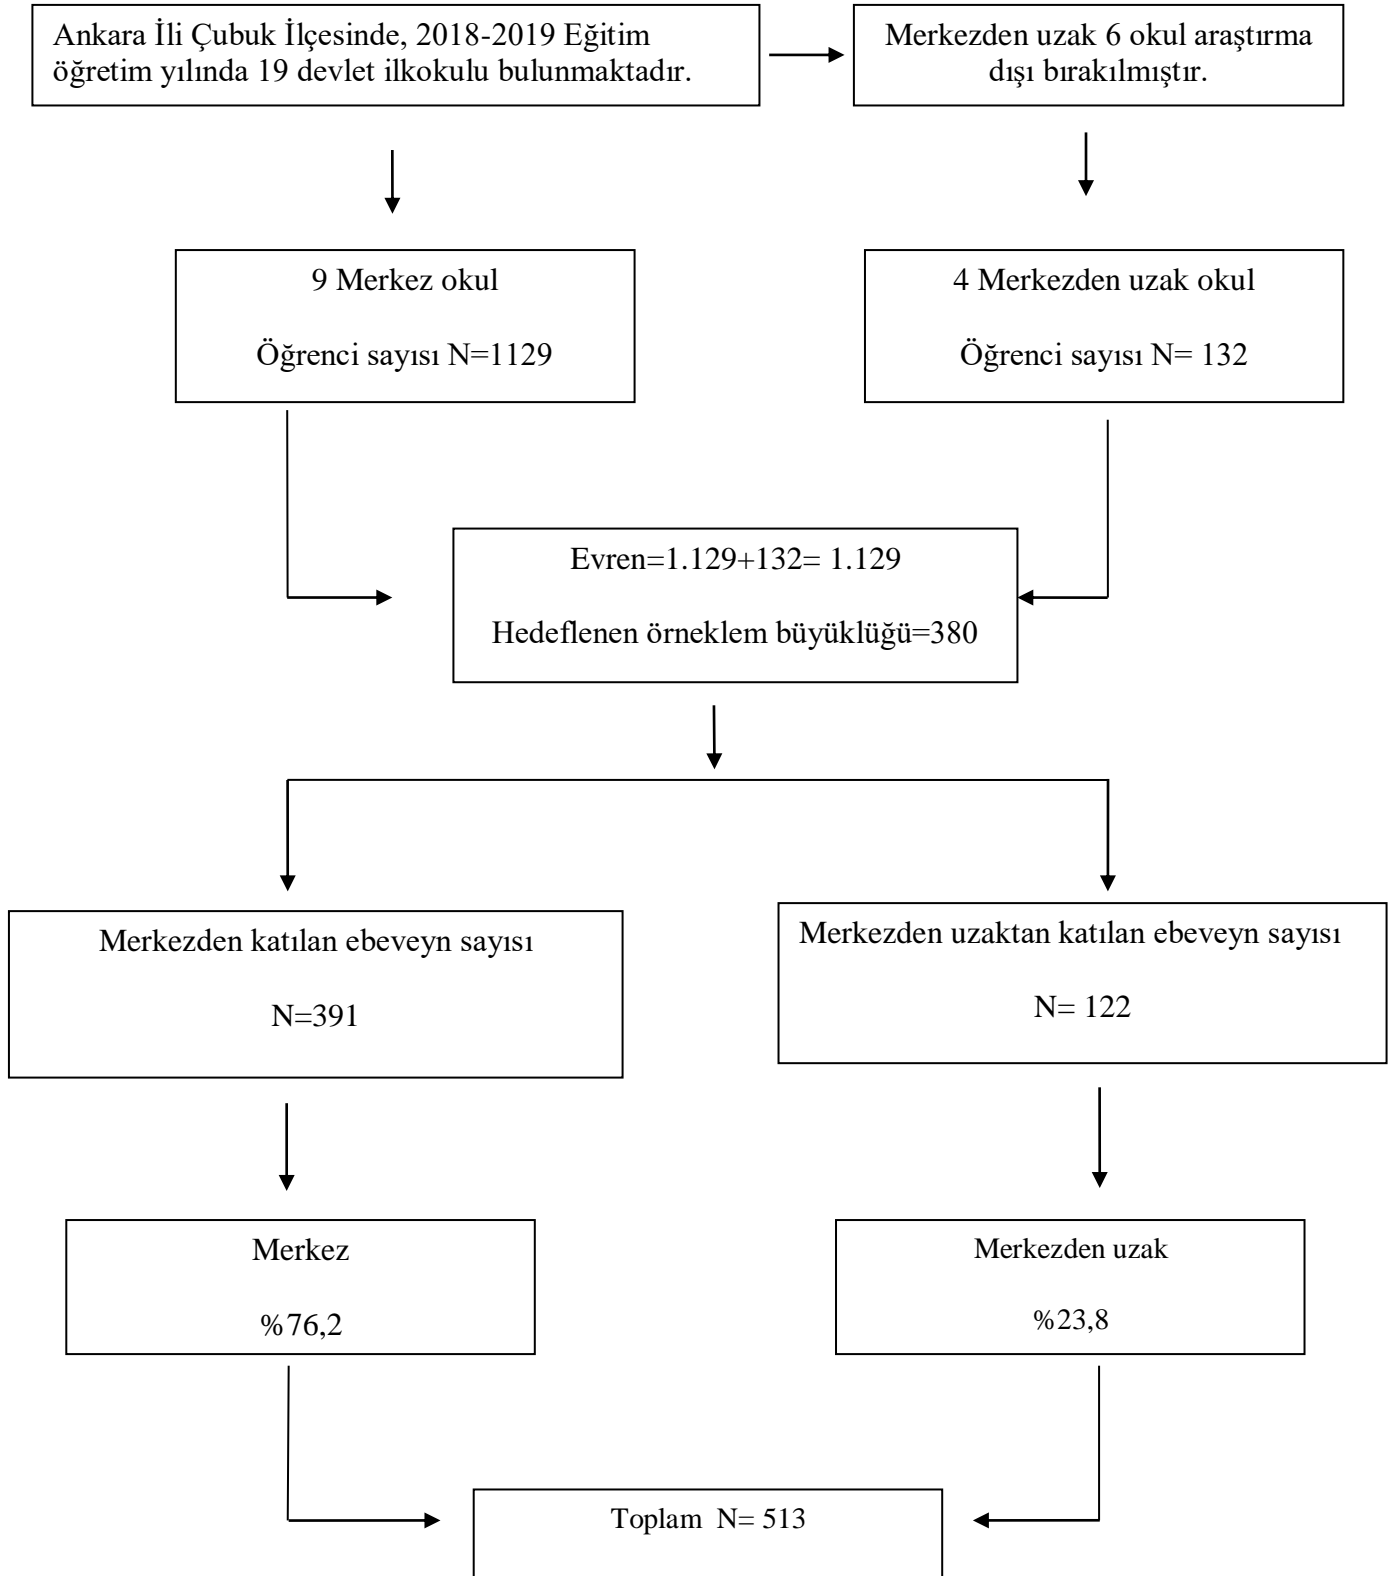 Ankara İli Çubuk İlçesinde, 2018-2019 Eğitim
öğretim yılında 19 devlet ilkokulu bulunmaktadır.
Merkezden uzak 6 okul araştırma
dışı bırakılmıştır.
9 Merkez okul
Öğrenci sayısı N=1129
4 Merkezden uzak okul
Öğrenci sayısı N= 132
Evren=1.129+132= 1.129
Hedeflenen örneklem büyüklüğü=380
Merkezden katılan ebeveyn sayısı
N=391
Merkezden uzaktan katılan ebeveyn sayısı
N= 122
Merkez
%76,2
Merkezden uzak
%23,8
Toplam N= 513